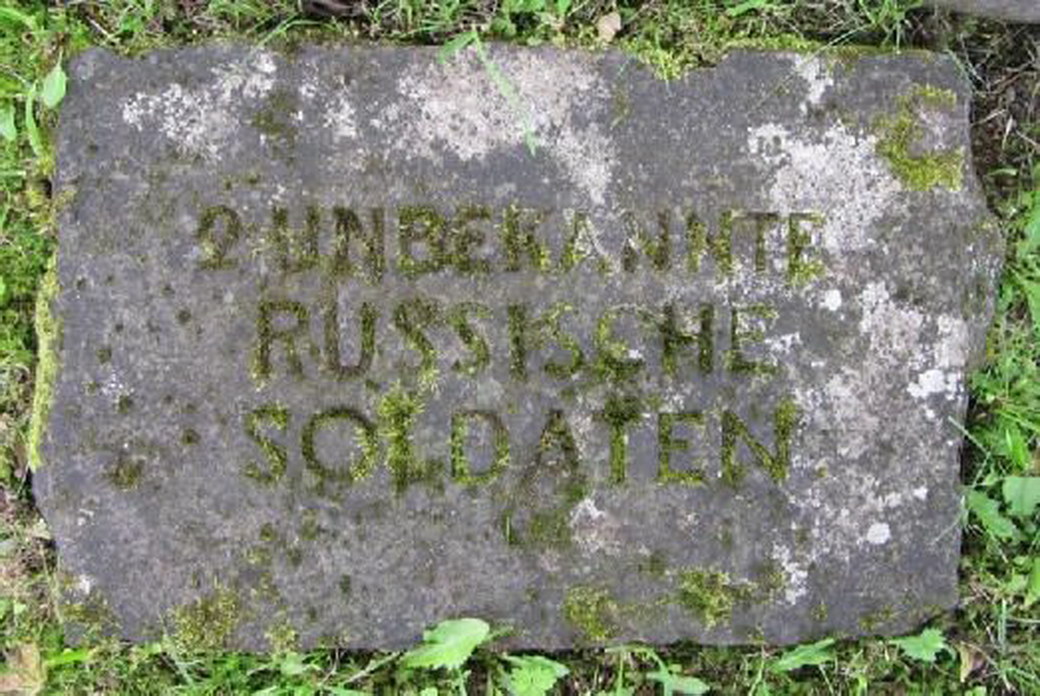 2 UNBEKANNTE
RUSSISCHE
SOLDATEN